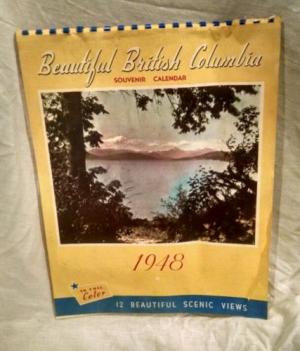 Beautiful British Columbia
SOUVENIR CALENDAR
1948
IN FULL
Color
12 BEAUTIFUL SCENIC VIEWS